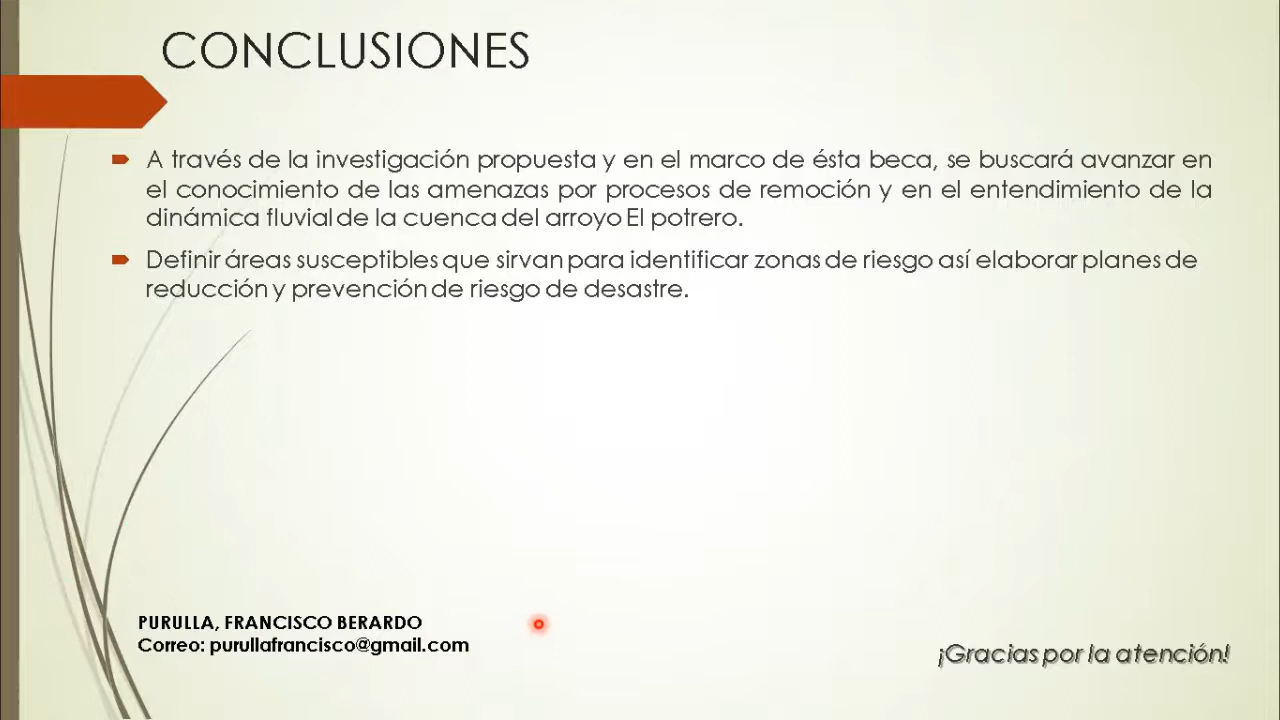 CONCLUSIONES
A través de la investigación propuesta y en el marco de ésta beca, se buscará avanzar en
el conocimiento de las amenazas por procesos de remoción y en el entendimiento de la
dinámica fluvial de la cuenca del arroyo El potrero.
Definir áreas susceptibles que sirvan para identificar zonas de riesgo así elaborar planes de
reducción y prevención de riesgo de desastre.
PURULLA, FRANCISCO BERARDO
Correo: purullafrancisco@gmail.com
¡Gracias por la atención!